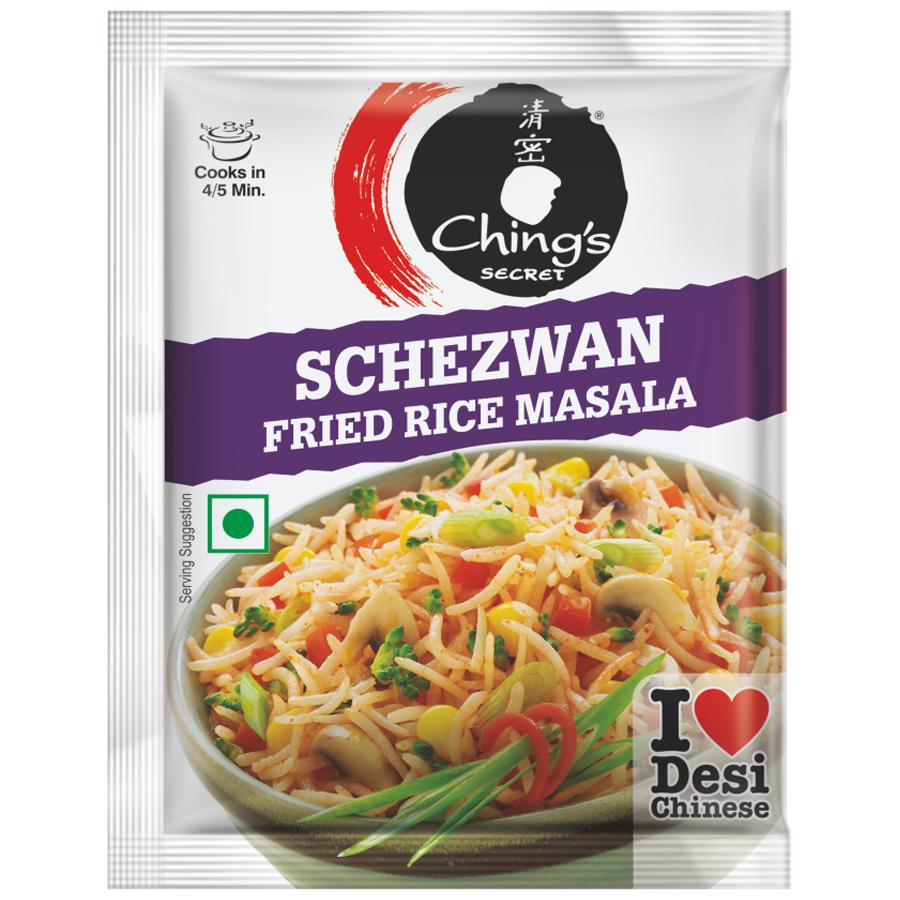 Cooks in
4/5 Min.
清
密
®
Ching's
SECRET
SCHEZWAN
FRIED RICE MASALA
Serving Suggestion
I ♥
Desi
Chinese